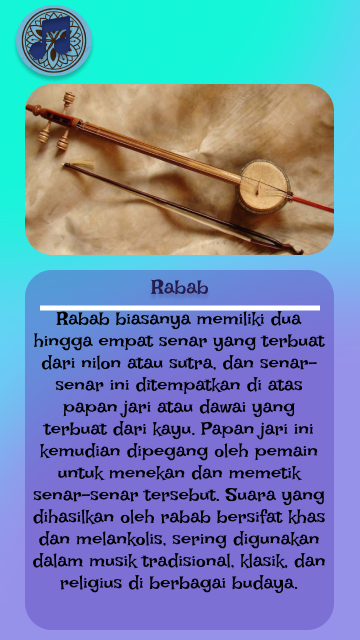 Rabab
Rabab biasanya memiliki dua
hingga empat senar yang terbuat
dari nilon atau sutra, dan senar-
senar ini ditempatkan di atas
papan jari atau dawai yang
terbuat dari kayu. Papan jari ini
kemudian dipegang oleh pemain
untuk menekan dan memetik
senar-senar tersebut. Suara yang
dihasilkan oleh rabab bersifat khas
dan melankolis, sering digunakan
dalam musik tradisional, klasik, dan
religius di berbagai budaya.